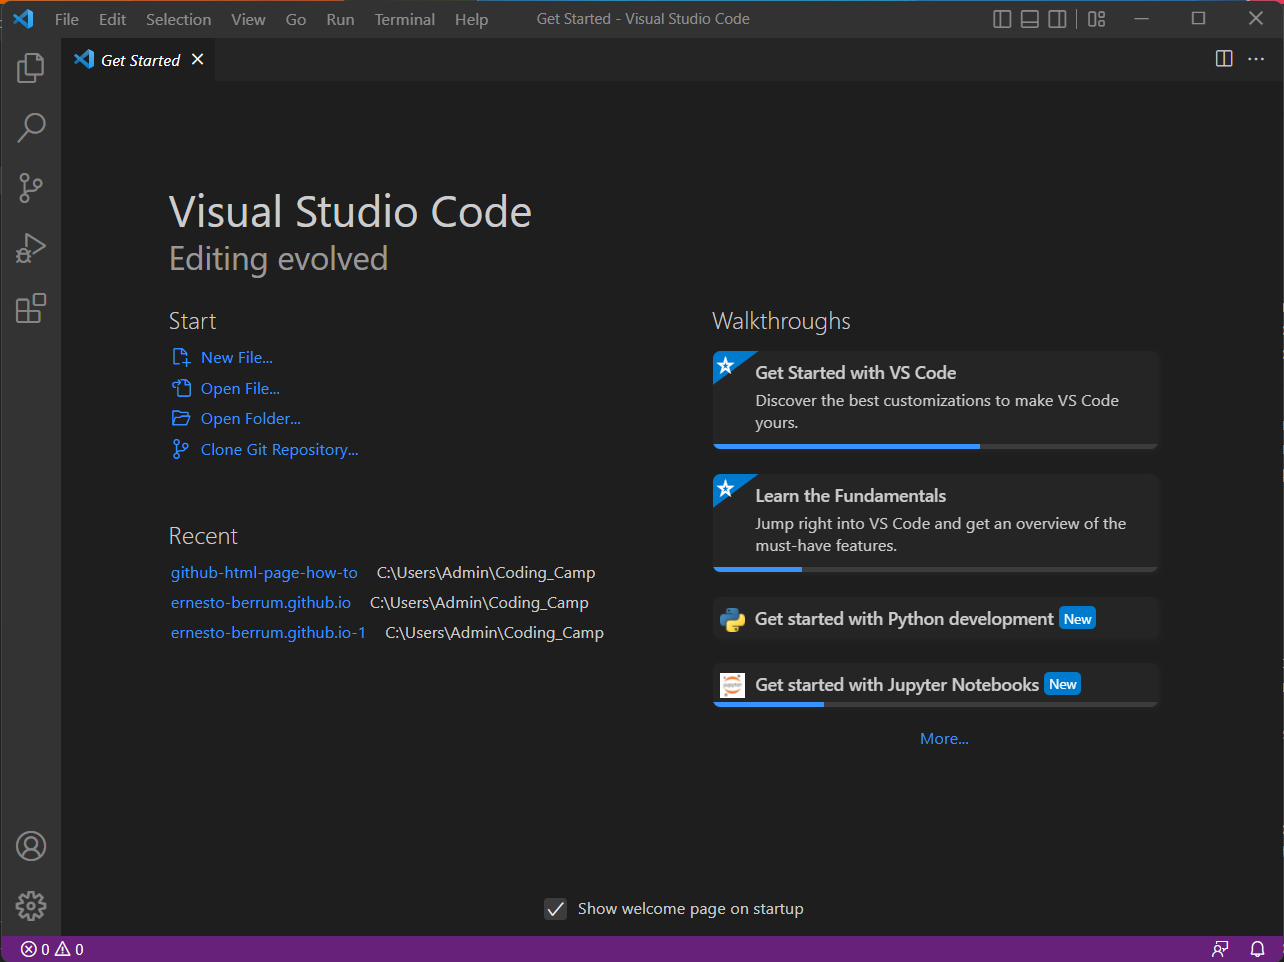 File Edit Selection View Go Run Terminal Help Get Started - Visual Studio Code
Get Started
Visual Studio Code
Editing evolved
Start
New File...
Open File...
Open Folder...
Clone Git Repository...
Recent
github-html-page-how-to C:\Users\Admin\Coding_Camp
ernesto-berrum.github.io C:\Users\Admin\Coding_Camp
ernesto-berrum.github.io-1 C:\Users\Admin\Coding_Camp
Walkthroughs
Get Started with VS Code
Discover the best customizations to make VS Code
yours.
Learn the Fundamentals
Jump right into VS Code and get an overview of the
must-have features.
Get started with Python development New
jupyter Get started with Jupyter Notebooks New
More...
Show welcome page on startup
0 0